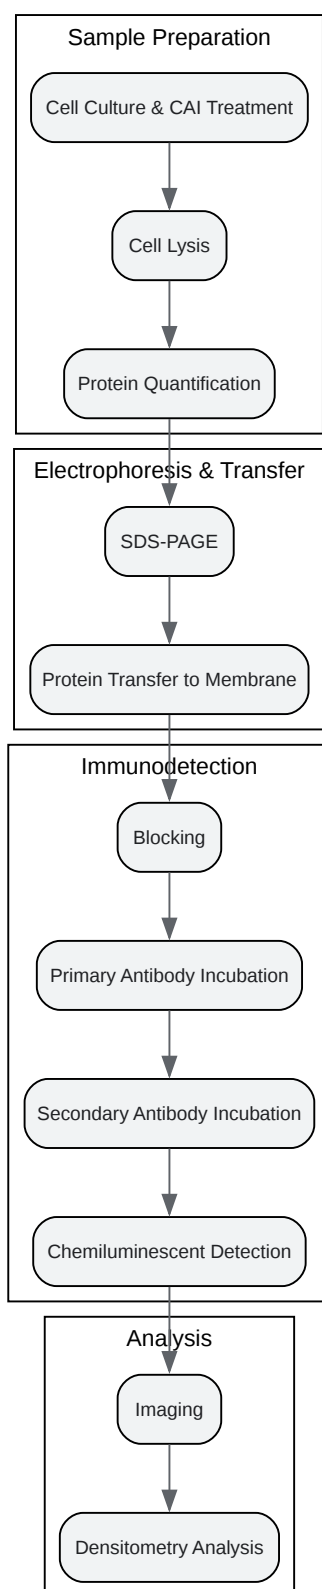 Sample Preparation
Cell Culture & CAI Treatment
Cell Lysis
Protein Quantification
Electrophoresis & Transfer
SDS-PAGE
Protein Transfer to Membrane
Immunodetection
Blocking
Primary Antibody Incubation
Secondary Antibody Incubation
Chemiluminescent Detection
Analysis
Imaging
Densitometry Analysis